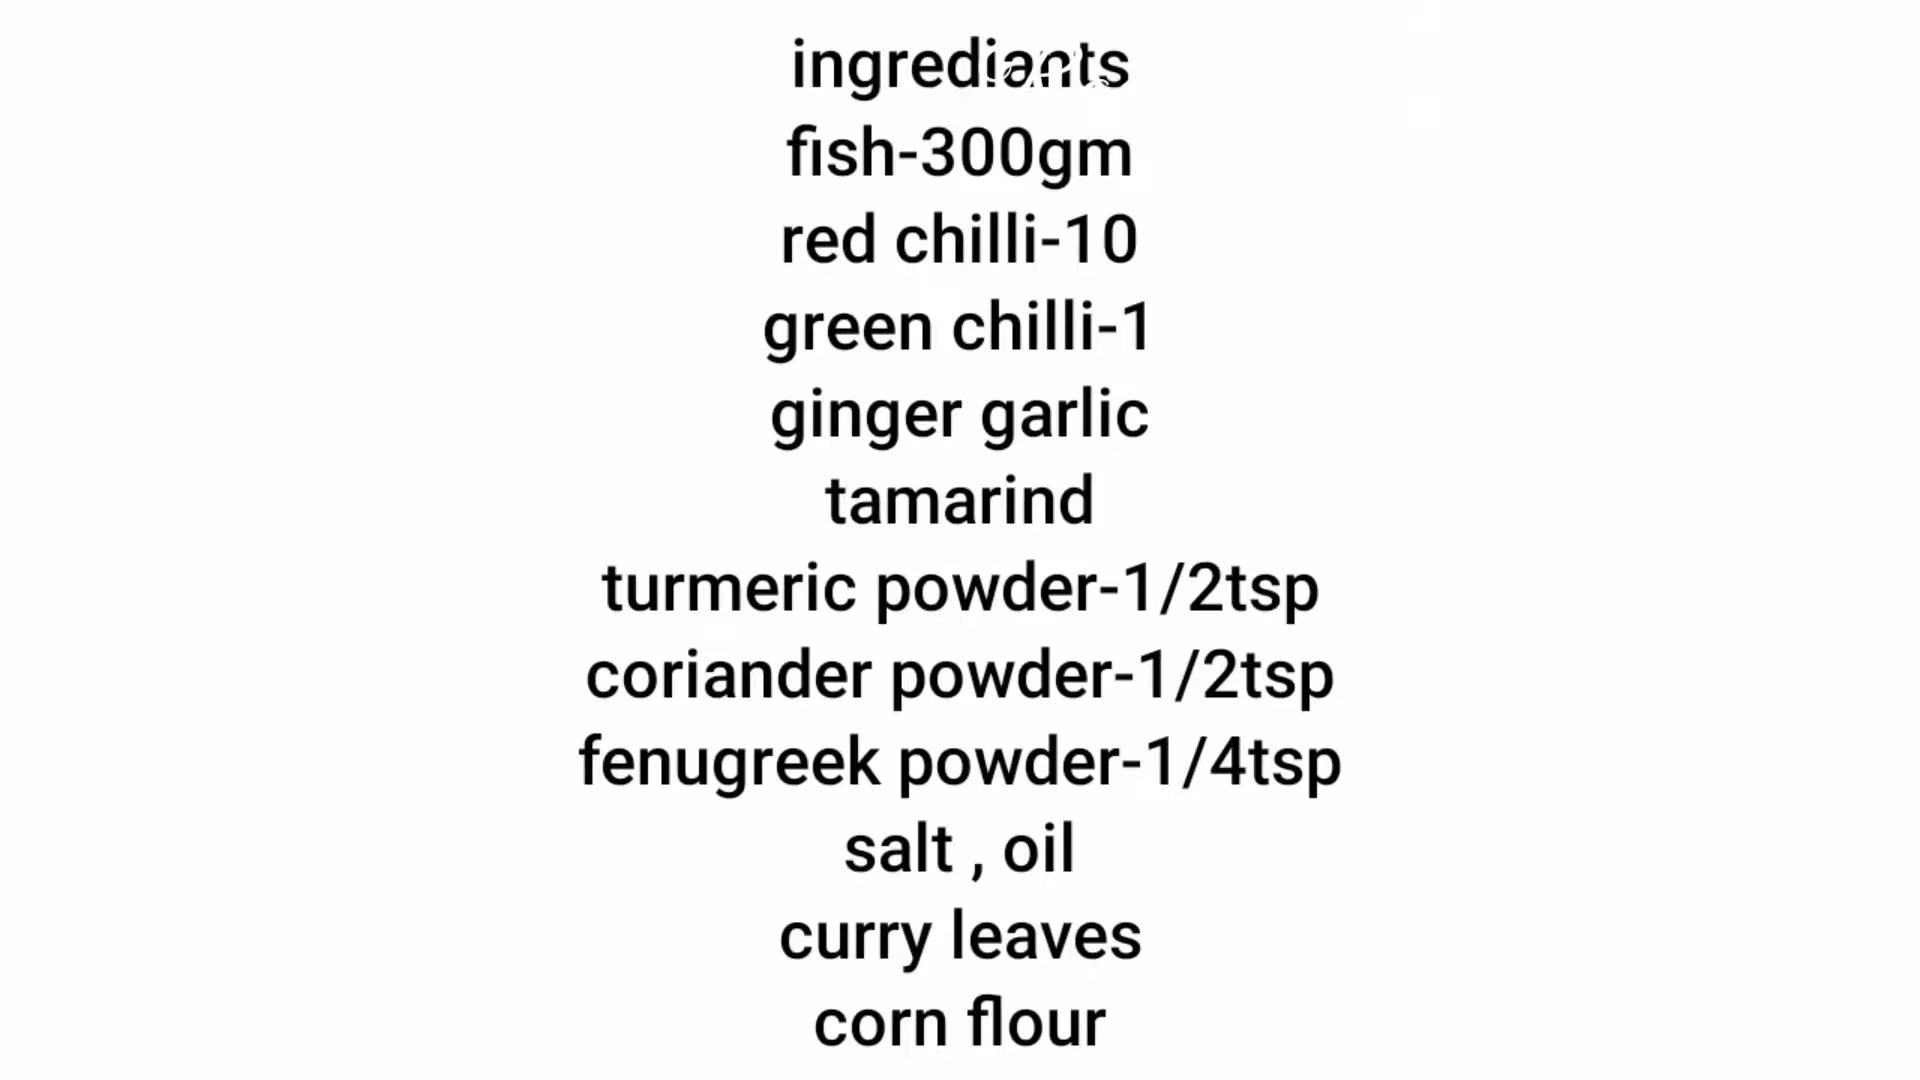 ingrediants
fish-300gm
red chilli-10
green chilli-1
ginger garlic
tamarind
turmeric powder-1/2tsp
coriander powder-1/2tsp
fenugreek powder-1/4tsp
salt , oil
curry leaves
corn flour